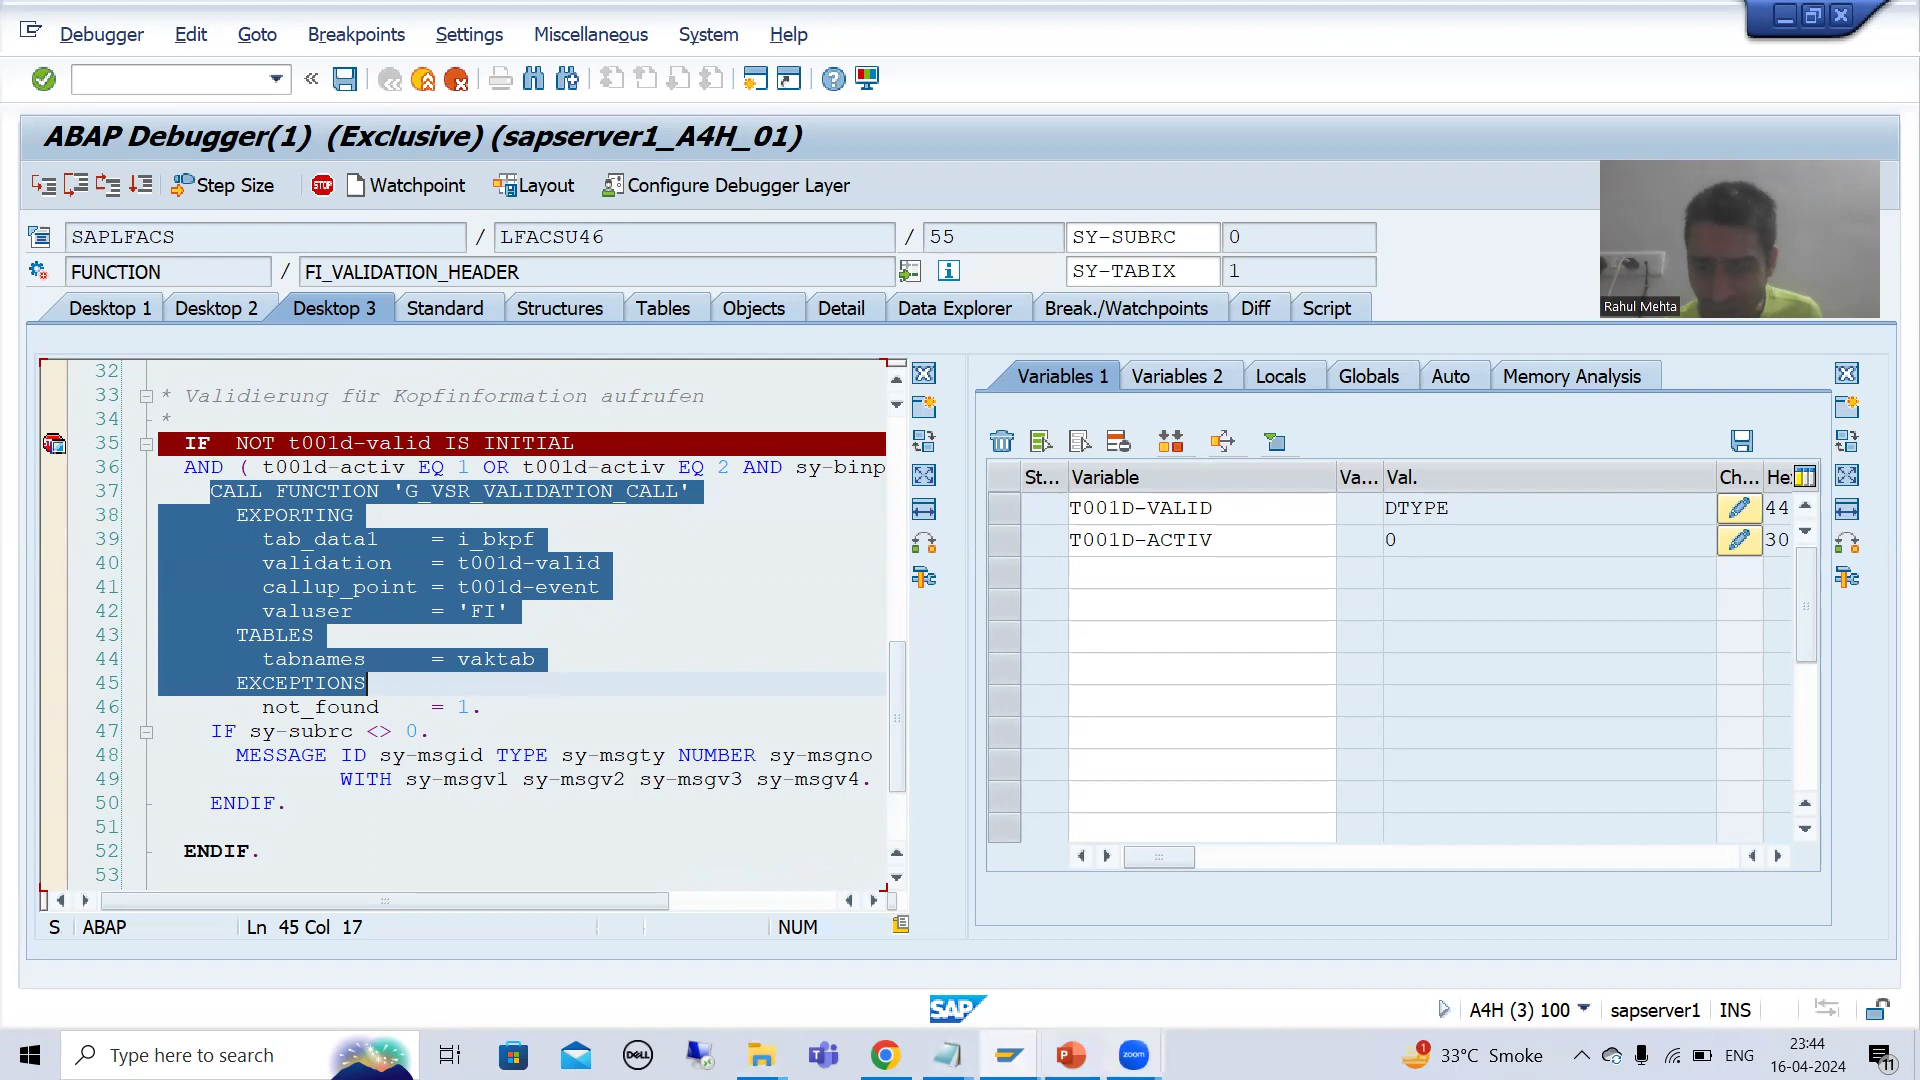 Debugger Edit Goto Breakpoints Settings Miscellaneous System Help
ABAP Debugger(1) (Exclusive) (sapserver1_A4H_01)
Step Size STOP Watchpoint Layout Configure Debugger Layer
SAPLFACS / LFACSU46 / 55 SY-SUBRC 0
FUNCTION / FI_VALIDATION_HEADER SY-TABIX 1
Rahul Mehta
Desktop 1 Desktop 2 Desktop 3 Standard Structures Tables Objects Detail Data Explorer Break./Watchpoints Diff Script
Variables 1 Variables 2 Locals Globals Auto Memory Analysis
St... Variable Va... Val. Ch... He
T001D-VALID DTYPE 44
T001D-ACTIV 0 30
32
33 * Validierung für Kopfinformation aufrufen
34 *
35 IF NOT t001d-valid IS INITIAL
36 AND ( t001d-activ EQ 1 OR t001d-activ EQ 2 AND sy-binp
37 CALL FUNCTION 'G_VSR_VALIDATION_CALL'
38 EXPORTING
39 tab_data1 = i_bkpf
40 validation = t001d-valid
41 callup_point = t001d-event
42 valuser = 'FI'
43 TABLES
44 tabnames = vaktab
45 EXCEPTIONS
46 not_found = 1.
47 IF sy-subrc <> 0.
48 MESSAGE ID sy-msgid TYPE sy-msgty NUMBER sy-msgno
49 WITH sy-msgv1 sy-msgv2 sy-msgv3 sy-msgv4.
50 ENDIF.
51
52 ENDIF.
53
S ABAP Ln 45 Col 17 NUM
SAP A4H (3) 100 sapserver1 INS
Type here to search DELL zoom 1 33°C Smoke ENG 23:44
16-04-2024 11